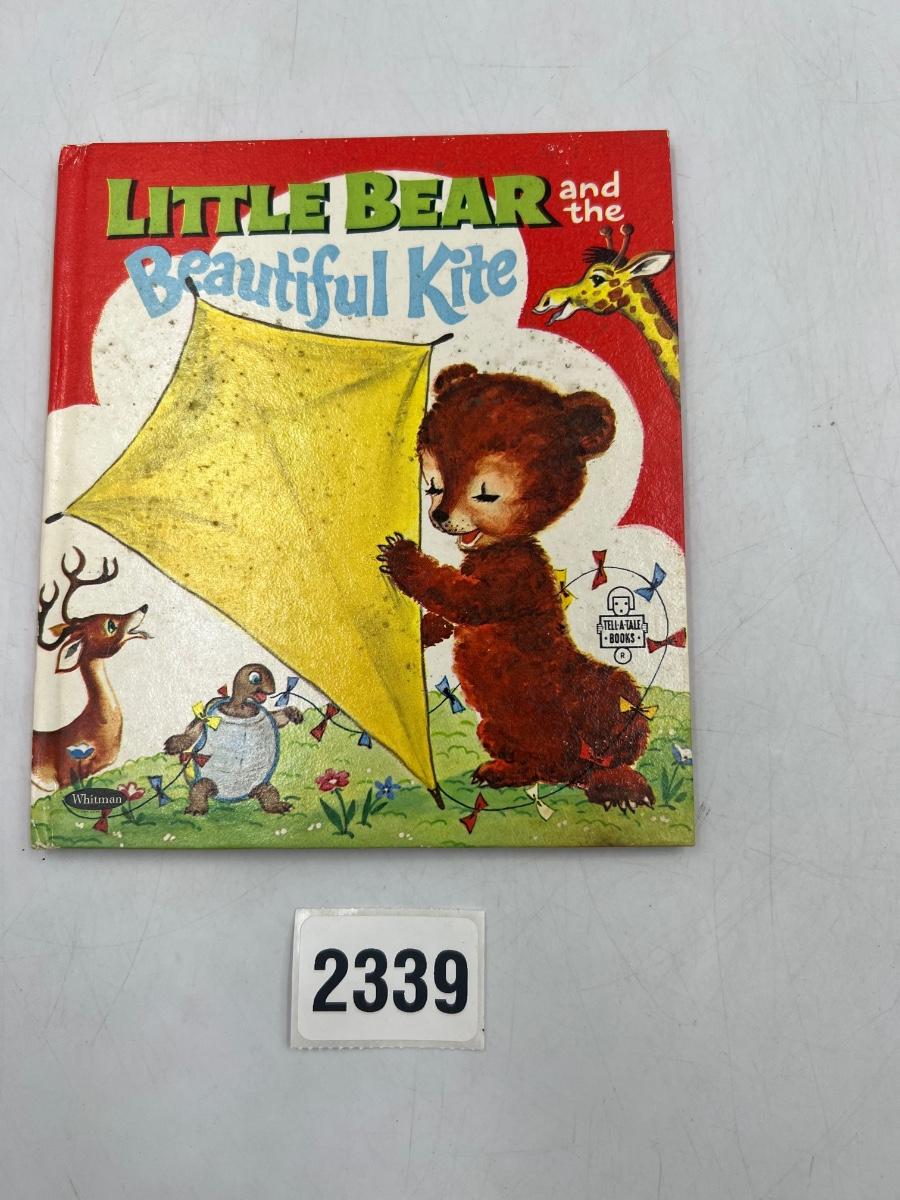 LITTLE BEAR and
the
Beautiful Kite
TELL-A-TALE
• BOOKS •
R
Whitman
2339